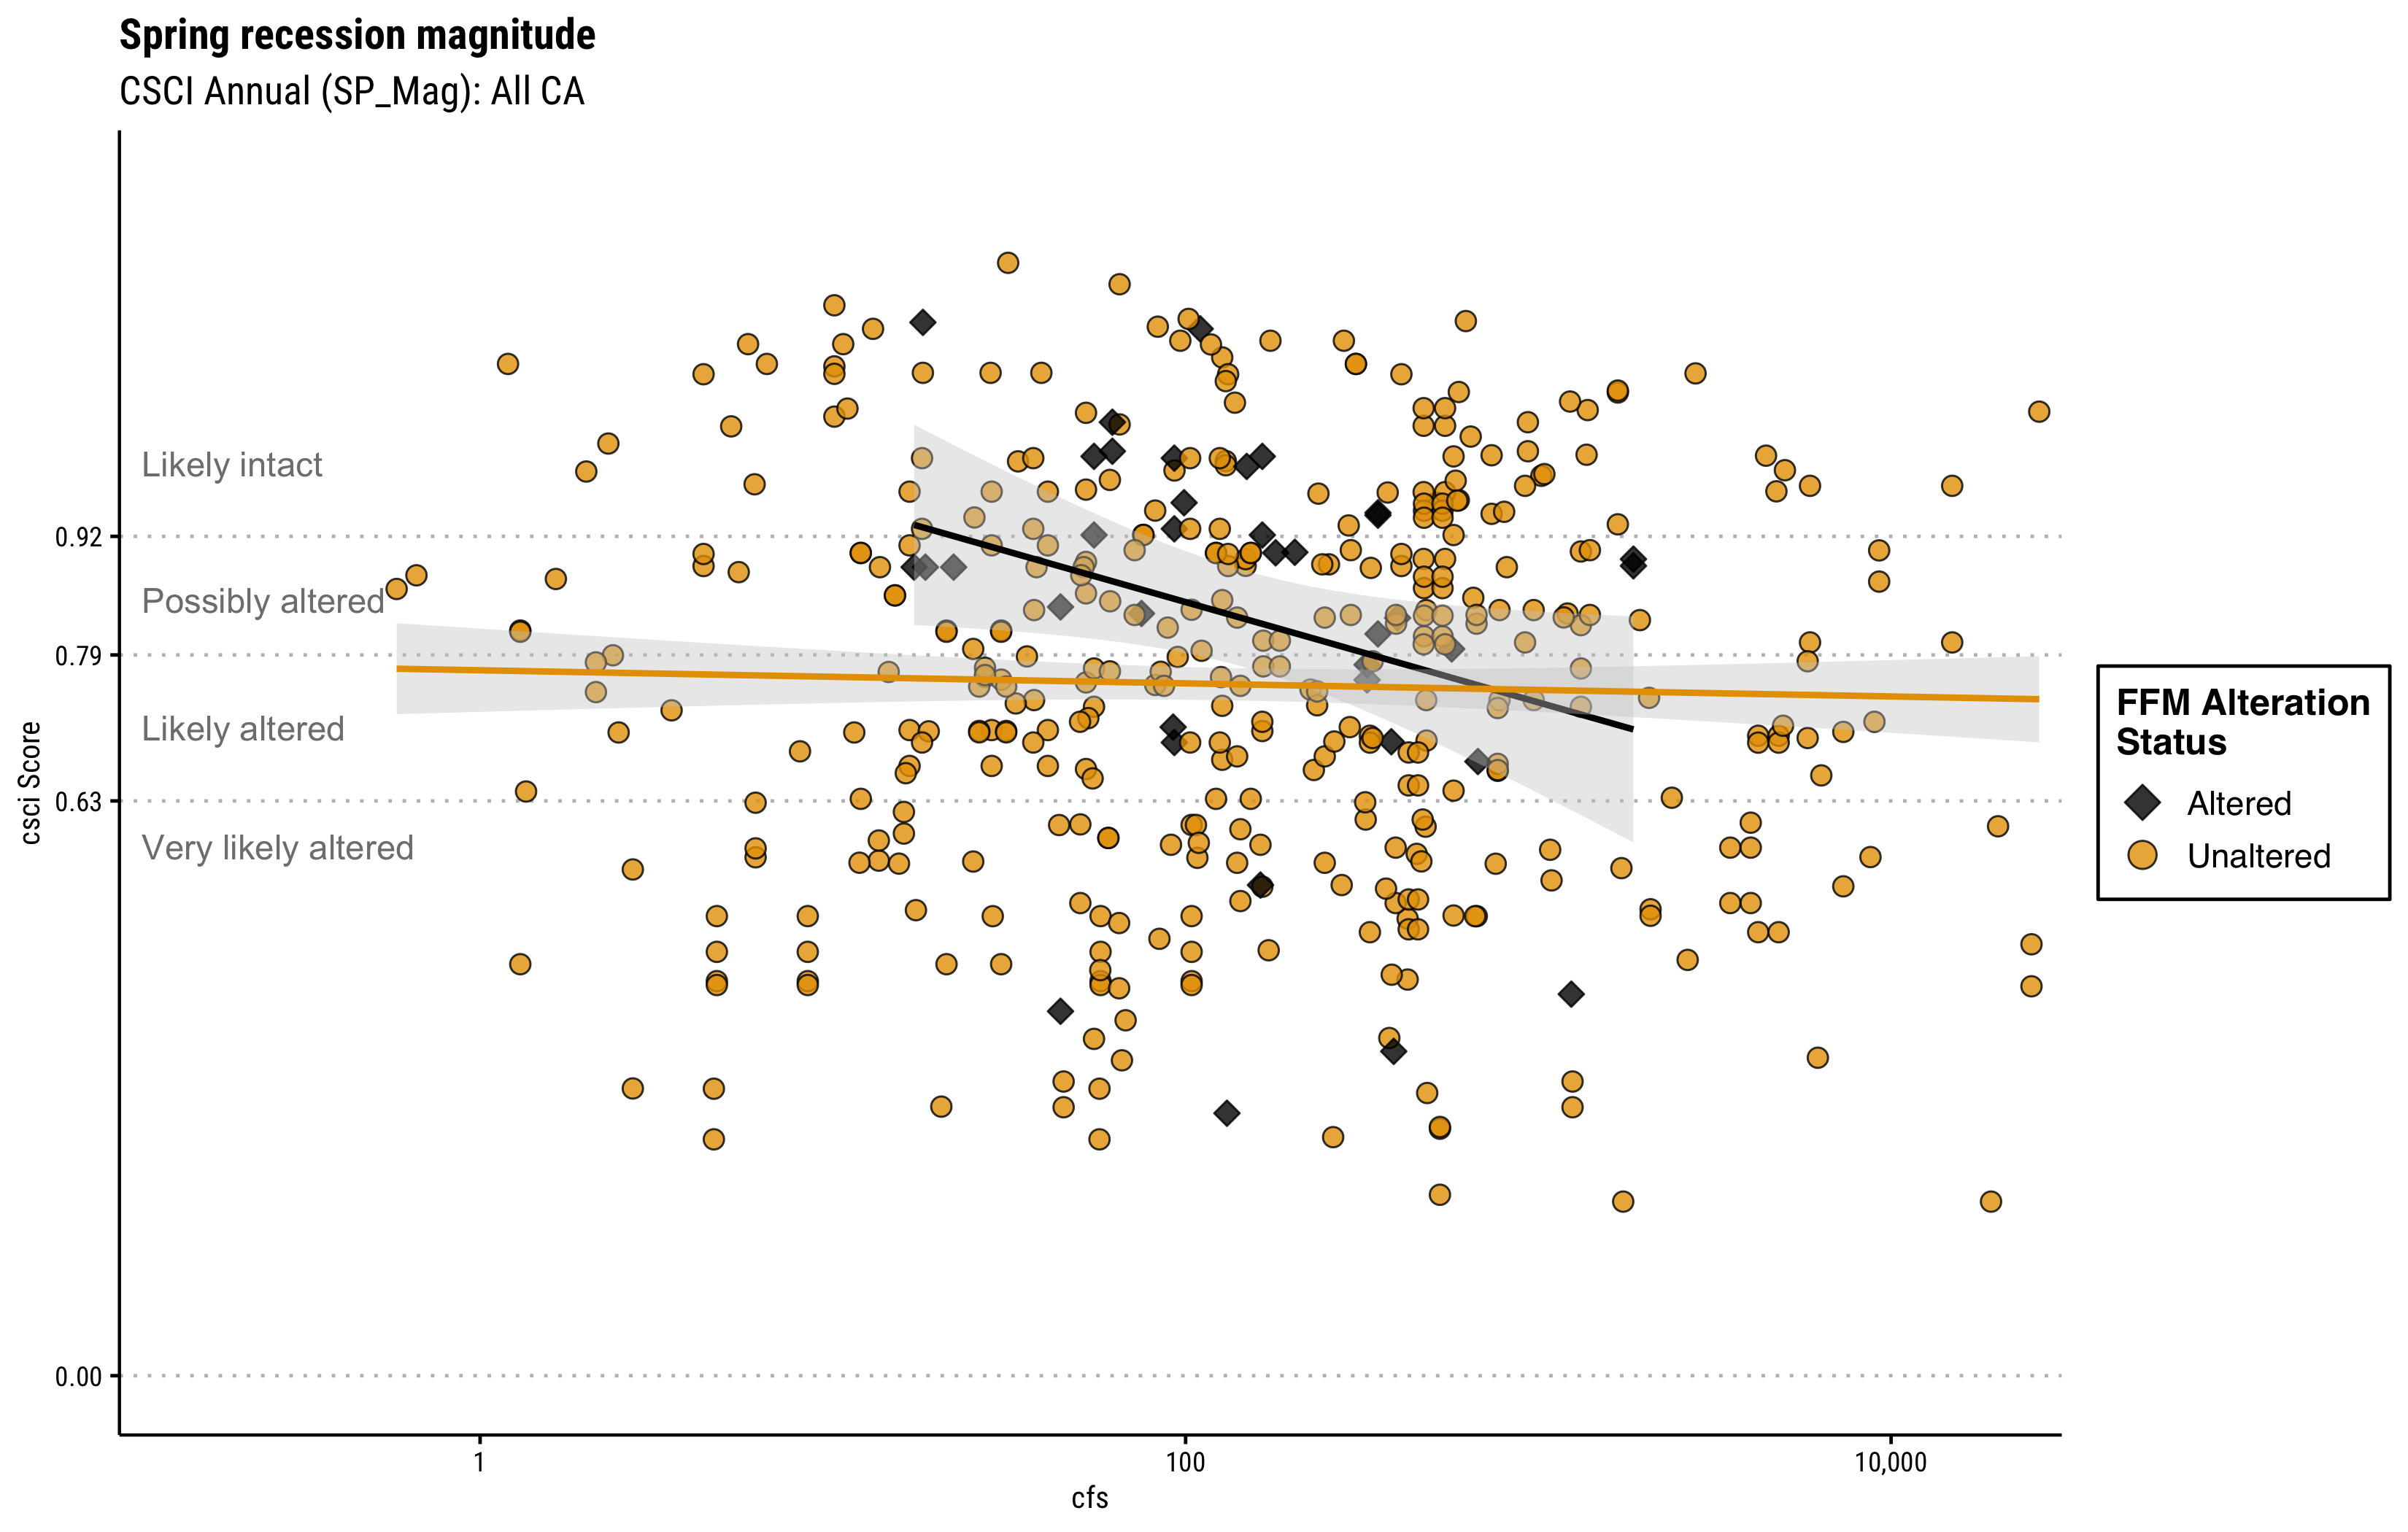 Spring recession magnitude
CSCI Annual (SP_Mag): All CA
Likely intact
0.92
Possibly altered
0.79
Likely altered
0.63
Very likely altered
0.00
csci Score
1
100
10,000
cfs
FFM Alteration
Status
Altered
Unaltered